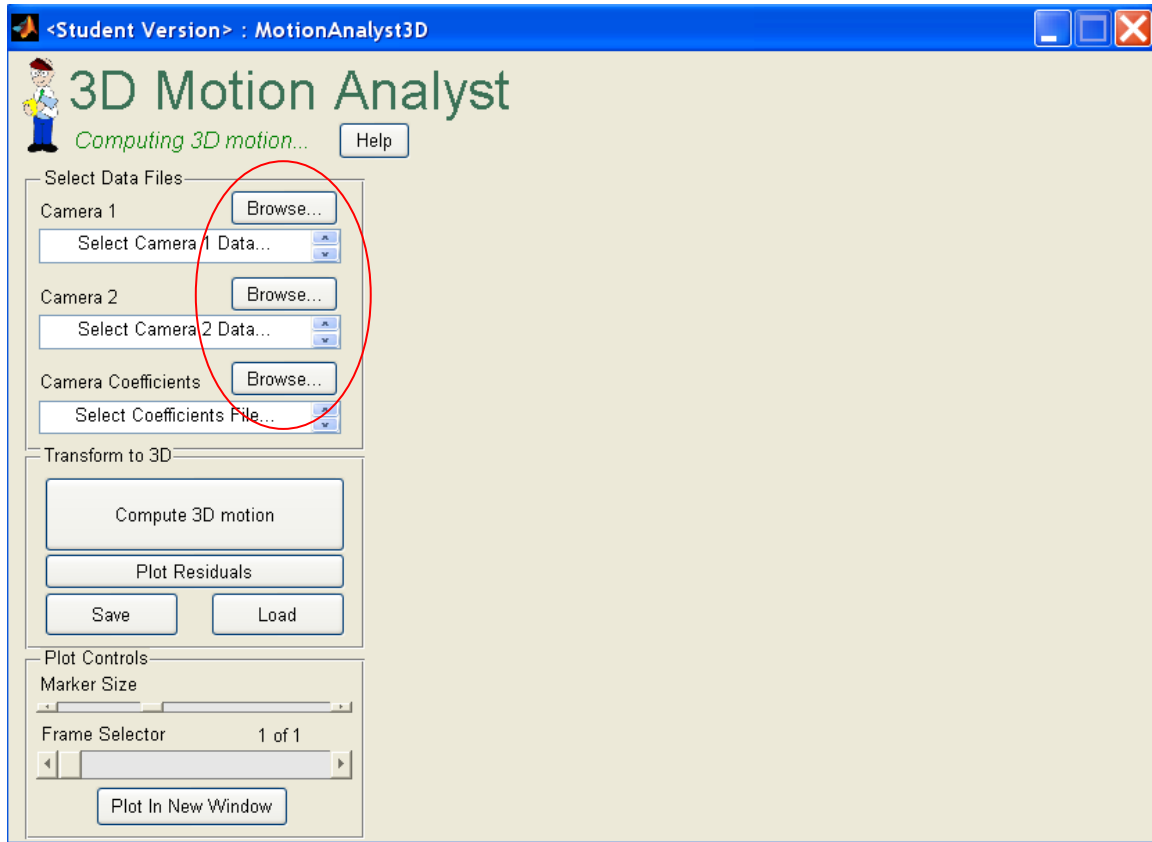 <Student Version> : MotionAnalyst3D
3D Motion Analyst
Computing 3D motion... Help
Select Data Files
Camera 1 Browse...
Select Camera 1 Data...
Camera 2 Browse...
Select Camera 2 Data...
Camera Coefficients Browse...
Select Coefficients File...
Transform to 3D
Compute 3D motion
Plot Residuals
Save Load
Plot Controls
Marker Size
Frame Selector 1 of 1
Plot In New Window